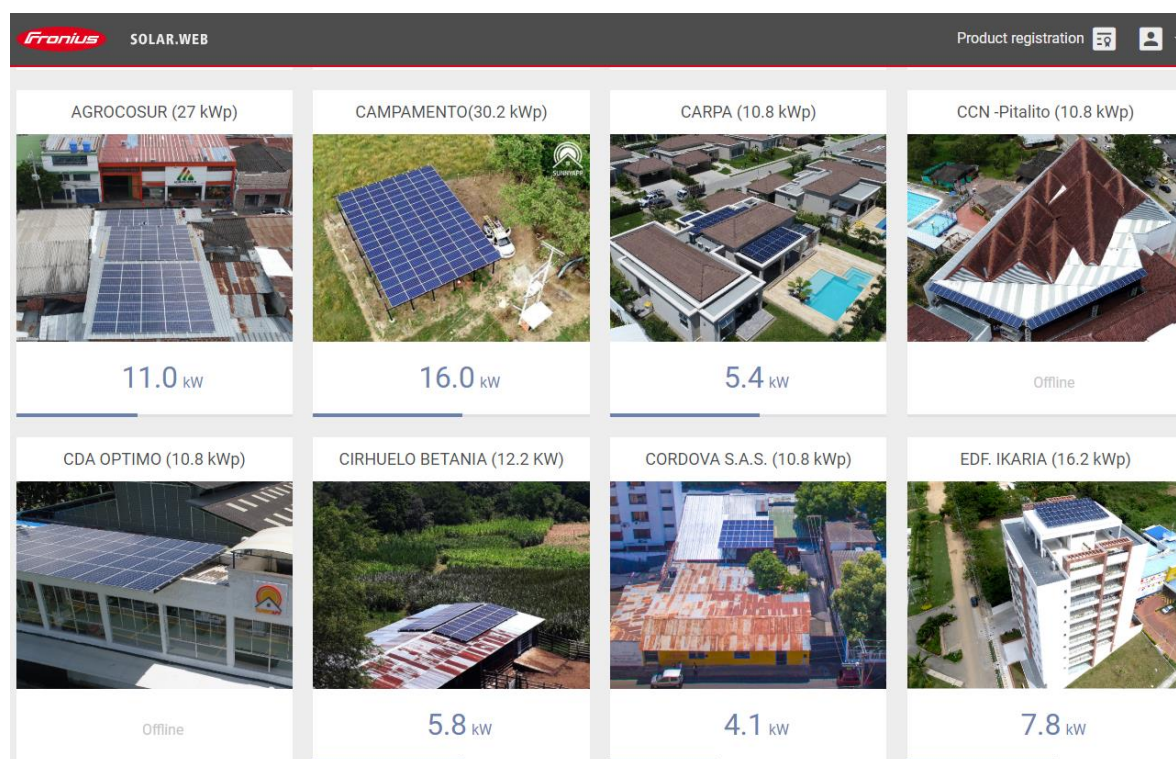 Fronius SOLAR.WEB Product registration
AGROCOSUR (27 kWp)
CAMPAMENTO(30.2 kWp)
CARPA (10.8 kWp)
CCN -Pitalito (10.8 kWp)
SUNNYAPP
11.0 kW
16.0 kW
5.4 kW
Offline
CDA OPTIMO (10.8 kWp)
CIRHUELO BETANIA (12.2 KW)
CORDOVA S.A.S. (10.8 kWp)
EDF. IKARIA (16.2 kWp)
Offline
5.8 kW
4.1 kW
7.8 kW